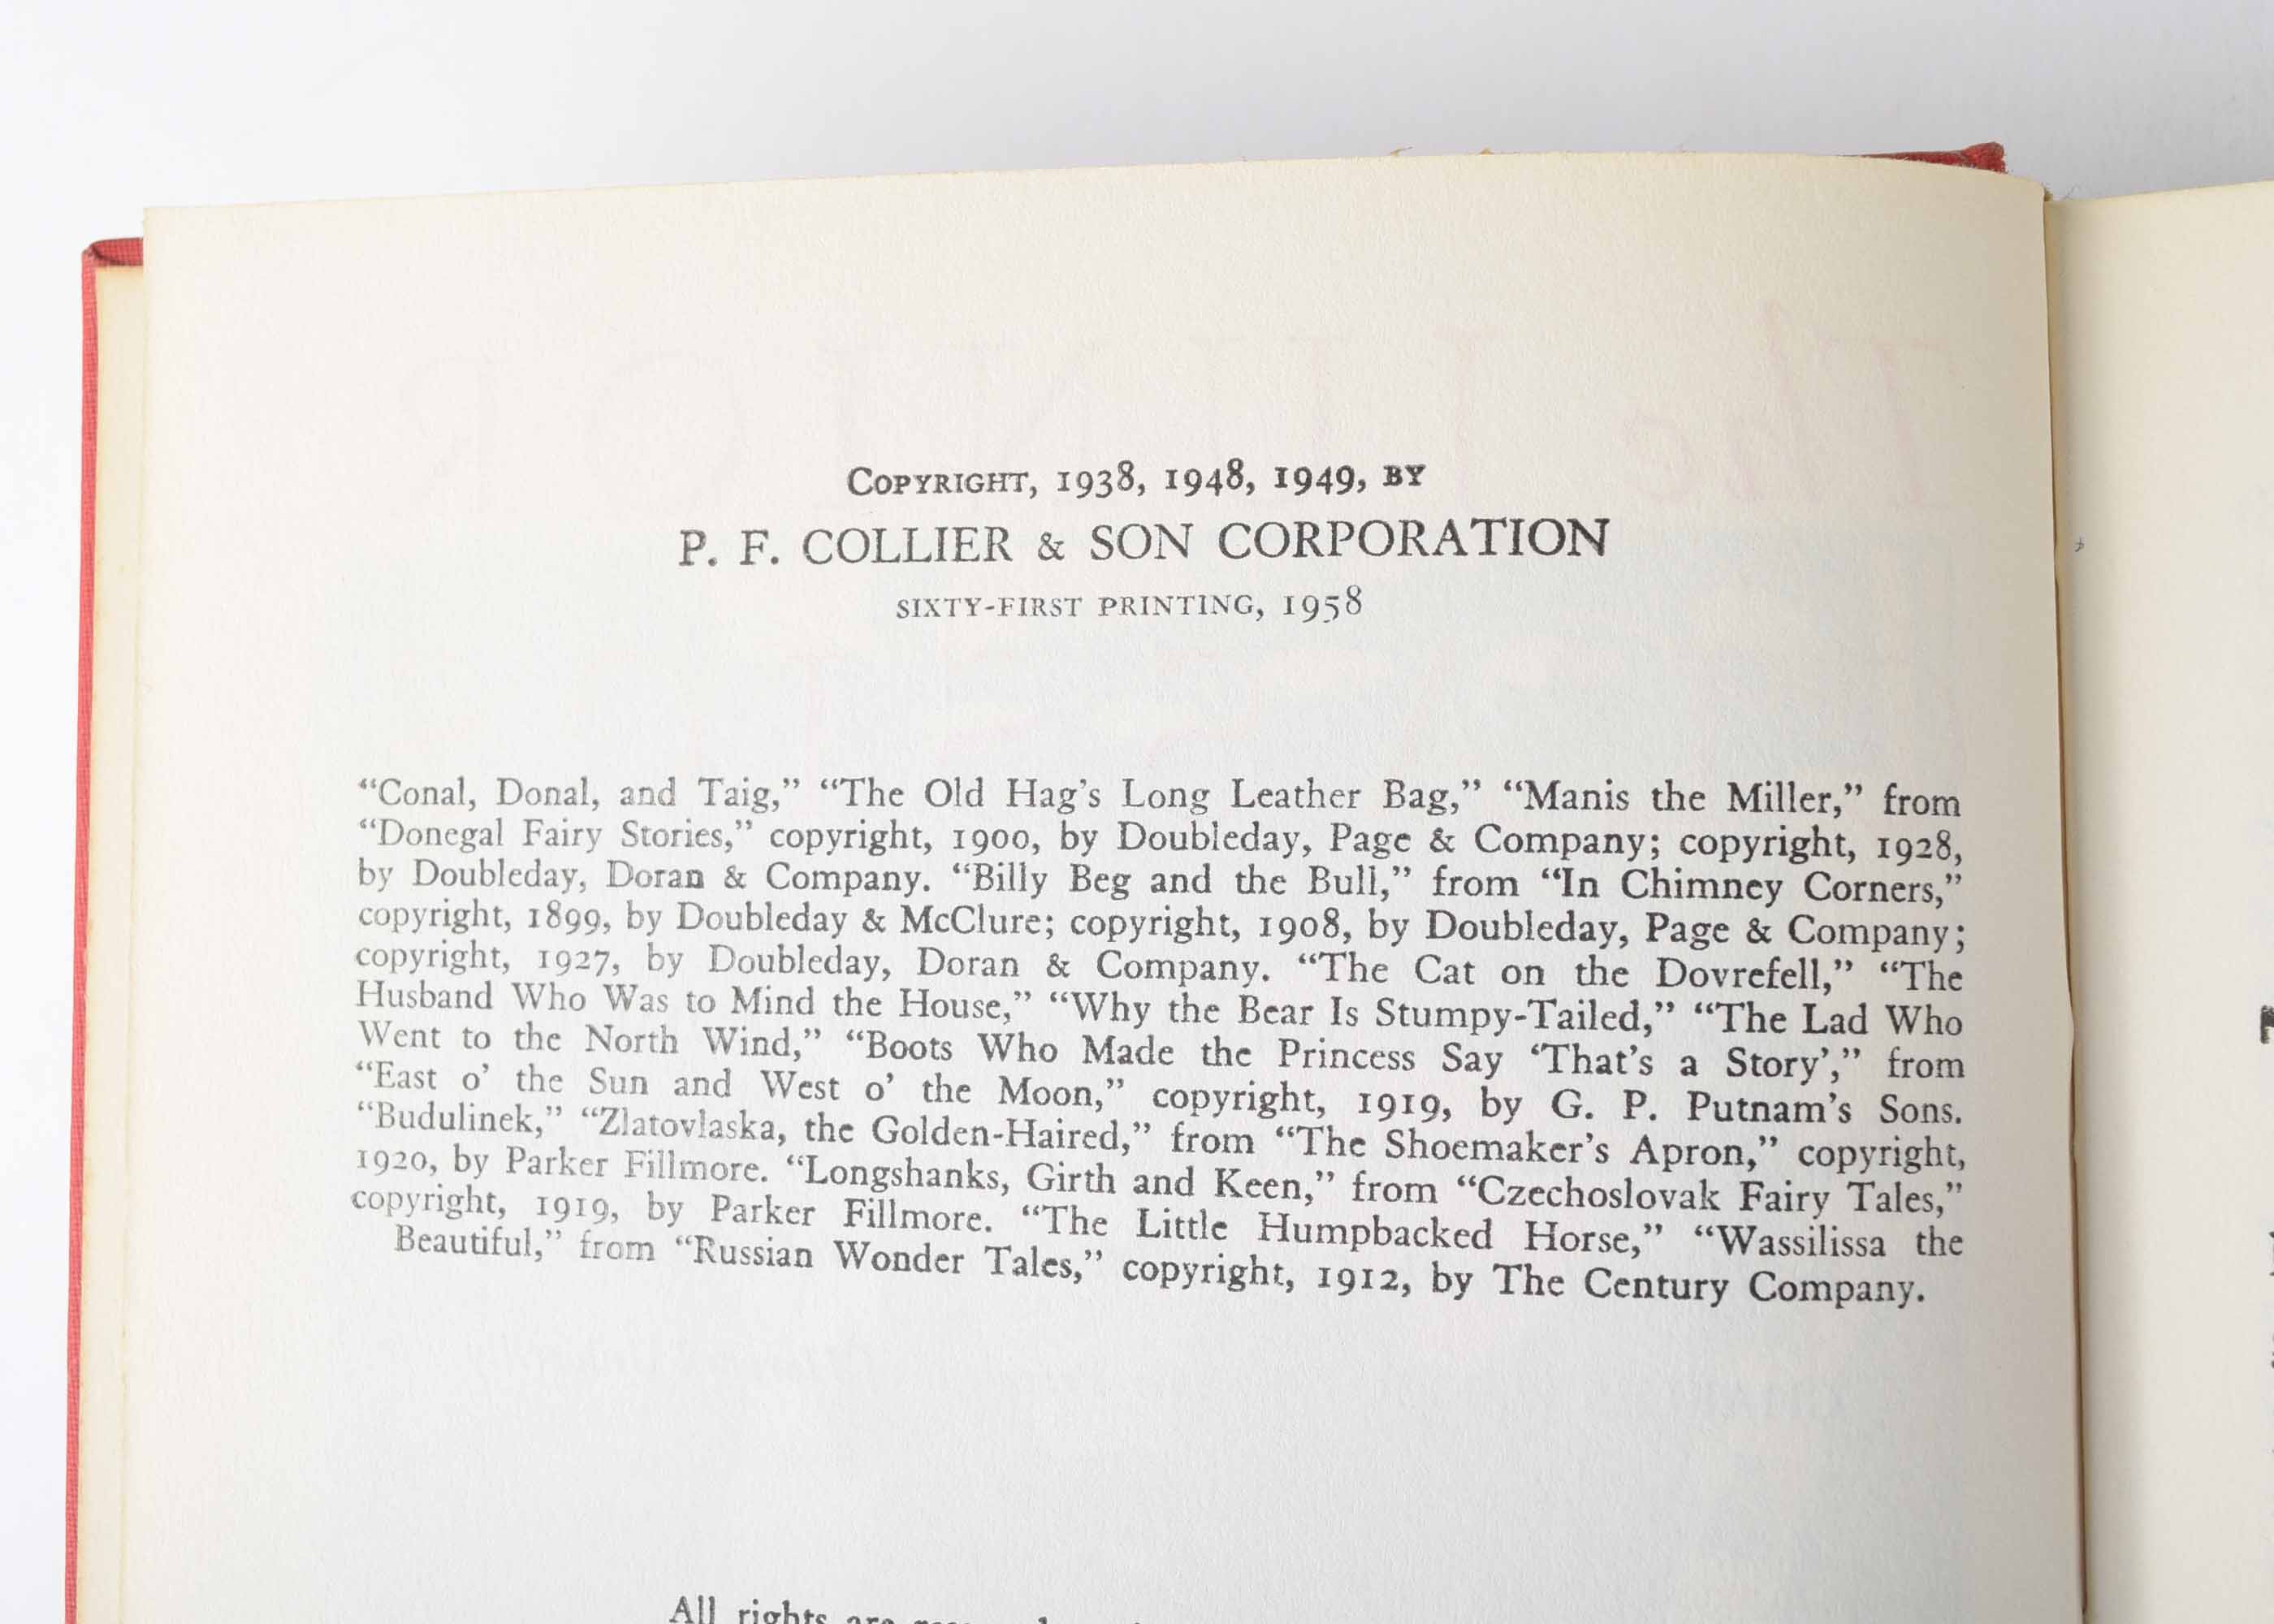 COPYRIGHT, 1938, 1948, 1949, BY
P. F. COLLIER & SON CORPORATION
SIXTY-FIRST PRINTING, 1958
“Conal, Donal, and Taig,” “The Old Hag’s Long Leather Bag,” “Manis the Miller,” from
“Donegal Fairy Stories,” copyright, 1900, by Doubleday, Page & Company; copyright, 1928,
by Doubleday, Doran & Company. “Billy Beg and the Bull,” from “In Chimney Corners,”
copyright, 1899, by Doubleday & McClure; copyright, 1908, by Doubleday, Page & Company;
copyright, 1927, by Doubleday, Doran & Company. “The Cat on the Dovrefell,” “The
Husband Who Was to Mind the House,” “Why the Bear Is Stumpy-Tailed,” “The Lad Who
Went to the North Wind,” “Boots Who Made the Princess Say ‘That’s a Story’,” from
“East o’ the Sun and West o’ the Moon,” copyright, 1919, by G. P. Putnam’s Sons.
“Budulinek,” “Zlatovlaska, the Golden-Haired,” from “The Shoemaker’s Apron,” copyright,
1920, by Parker Fillmore. “Longshanks, Girth and Keen,” from “Czechoslovak Fairy Tales,”
copyright, 1919, by Parker Fillmore. “The Little Humpbacked Horse,” “Wassilissa the
Beautiful,” from “Russian Wonder Tales,” copyright, 1912, by The Century Company.
All rights are